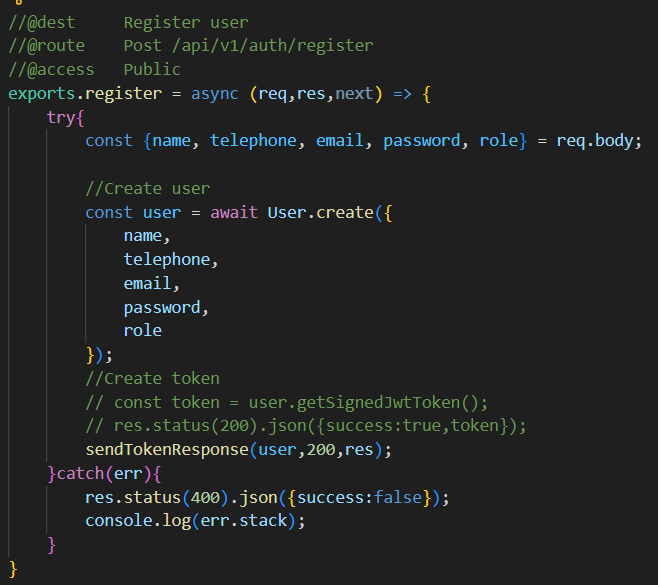 //@dest     Register user
//@route    Post /api/v1/auth/register
//@access   Public
exports.register = async (req,res,next) => {
    try{
        const {name, telephone, email, password, role} = req.body;

        //Create user
        const user = await User.create({
            name,
            telephone,
            email,
            password,
            role
        });
        //Create token
        // const token = user.getSignedJwtToken();
        // res.status(200).json({success:true,token});
        sendTokenResponse(user,200,res);
    }catch(err){
        res.status(400).json({success:false});
        console.log(err.stack);
    }
}